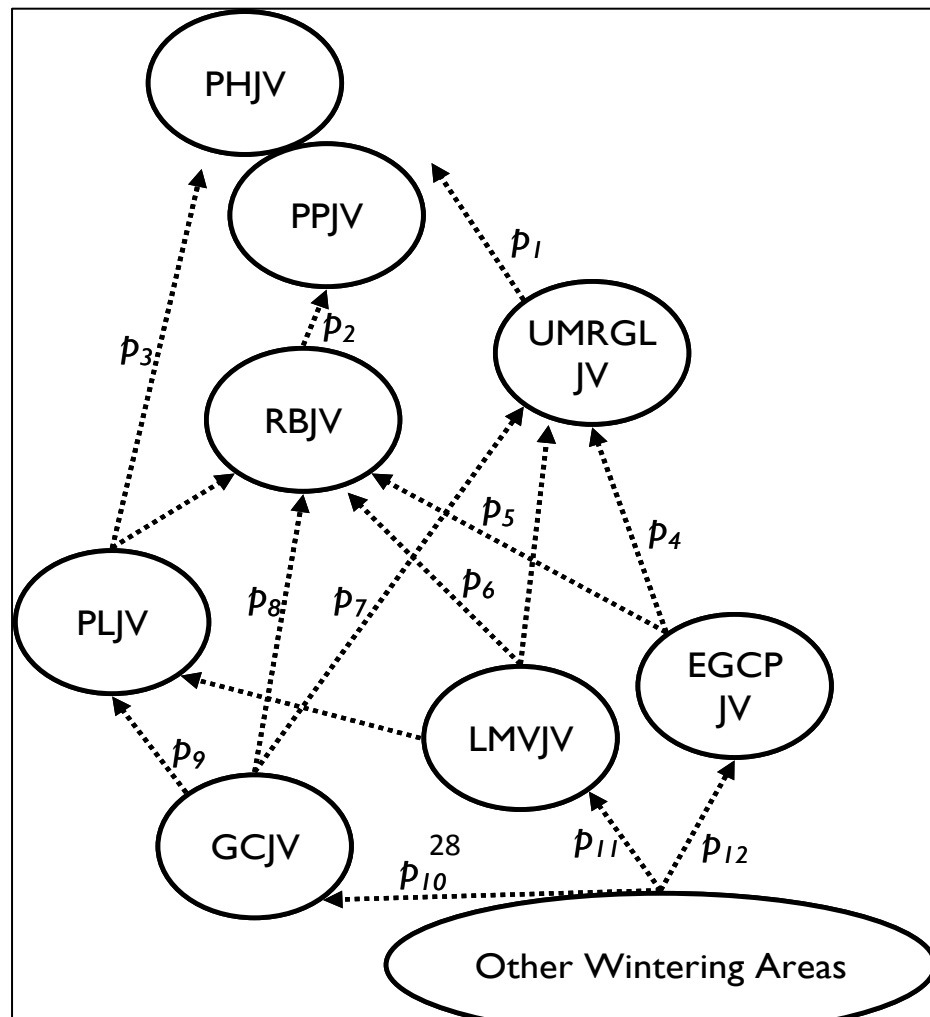 PHJV
PPJV
p1
UMRGL
JV
p2
p3
RBJV
p5
p4
p6
p8
p7
PLJV
EGCP
JV
LMVJV
p9
28
GCJV
p11
p12
p10
Other Wintering Areas